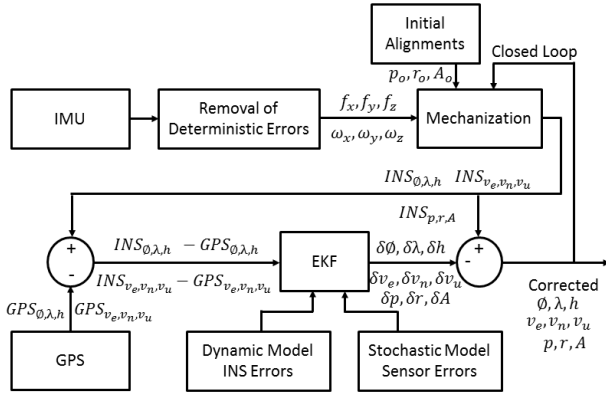 Initial
Alignments
Closed Loop
p_o, r_o, A_o
IMU
Removal of
Deterministic Errors
f_x, f_y, f_z
ω_x, ω_y, ω_z
Mechanization
INS_{∅,λ,h} INS_{v_e,v_n,v_u}
INS_{p,r,A}
+
-
INS_{∅,λ,h} − GPS_{∅,λ,h}
INS_{v_e,v_n,v_u} − GPS_{v_e,v_n,v_u}
EKF
δ∅, δλ, δh
δv_e, δv_n, δv_u
δp, δr, δA
+
-
Corrected
∅, λ, h
v_e, v_n, v_u
p, r, A
GPS_{∅,λ,h} GPS_{v_e,v_n,v_u}
GPS
Dynamic Model
INS Errors
Stochastic Model
Sensor Errors